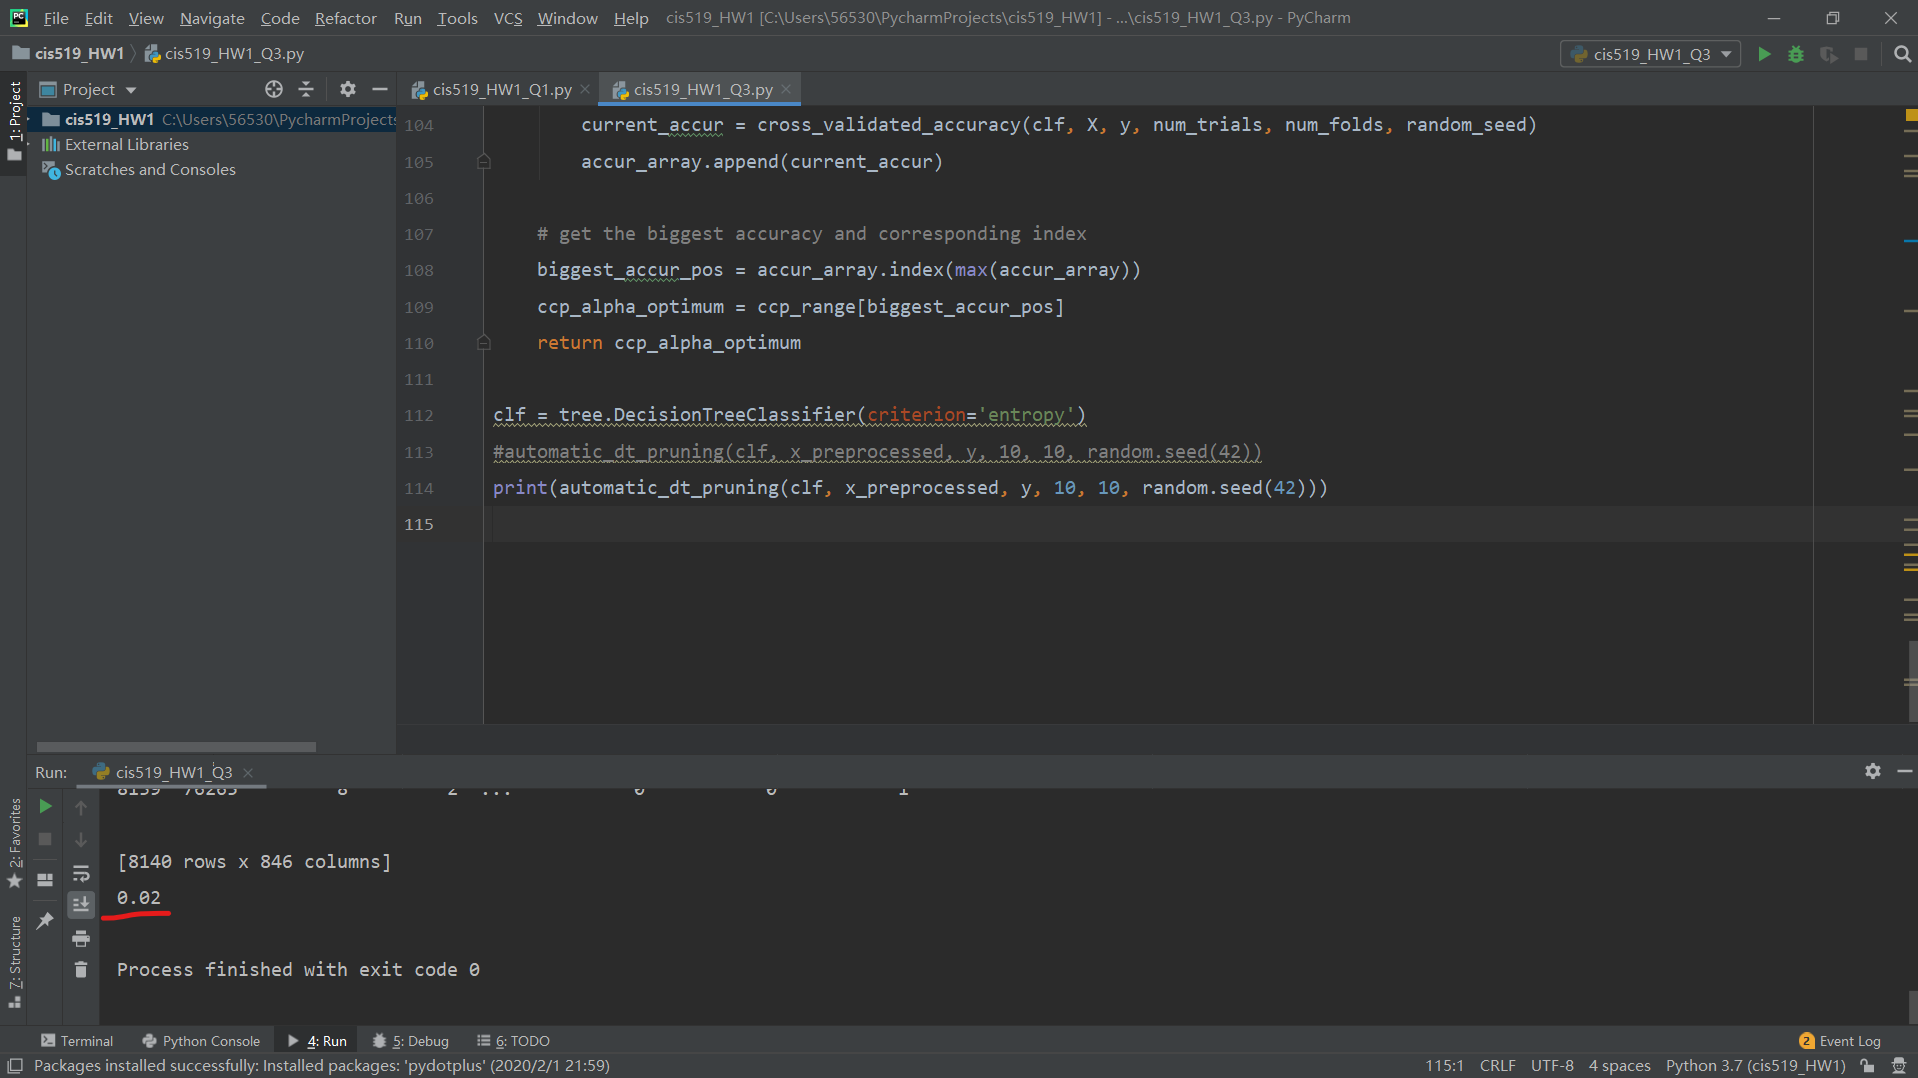 File Edit View Navigate Code Refactor Run Tools VCS Window Help cis519_HW1 [C:\Users\56530\PycharmProjects\cis519_HW1] - ...\cis519_HW1_Q3.py - PyCharm
cis519_HW1 cis519_HW1_Q3.py cis519_HW1_Q3
Project cis519_HW1_Q1.py cis519_HW1_Q3.py
1: Project
cis519_HW1 C:\Users\56530\PycharmProjects
External Libraries
Scratches and Consoles
104 current_accur = cross_validated_accuracy(clf, X, y, num_trials, num_folds, random_seed)
105 accur_array.append(current_accur)
106
107 # get the biggest accuracy and corresponding index
108 biggest_accur_pos = accur_array.index(max(accur_array))
109 ccp_alpha_optimum = ccp_range[biggest_accur_pos]
110 return ccp_alpha_optimum
111
112 clf = tree.DecisionTreeClassifier(criterion='entropy')
113 #automatic_dt_pruning(clf, x_preprocessed, y, 10, 10, random.seed(42))
114 print(automatic_dt_pruning(clf, x_preprocessed, y, 10, 10, random.seed(42)))
115
Run: cis519_HW1_Q3
8139 76265 8 2 ... 0 0 1
[8140 rows x 846 columns]
0.02
Process finished with exit code 0
2: Favorites
7: Structure
Terminal Python Console 4: Run 5: Debug 6: TODO 2 Event Log
Packages installed successfully: Installed packages: 'pydotplus' (2020/2/1 21:59) 115:1 CRLF UTF-8 4 spaces Python 3.7 (cis519_HW1)